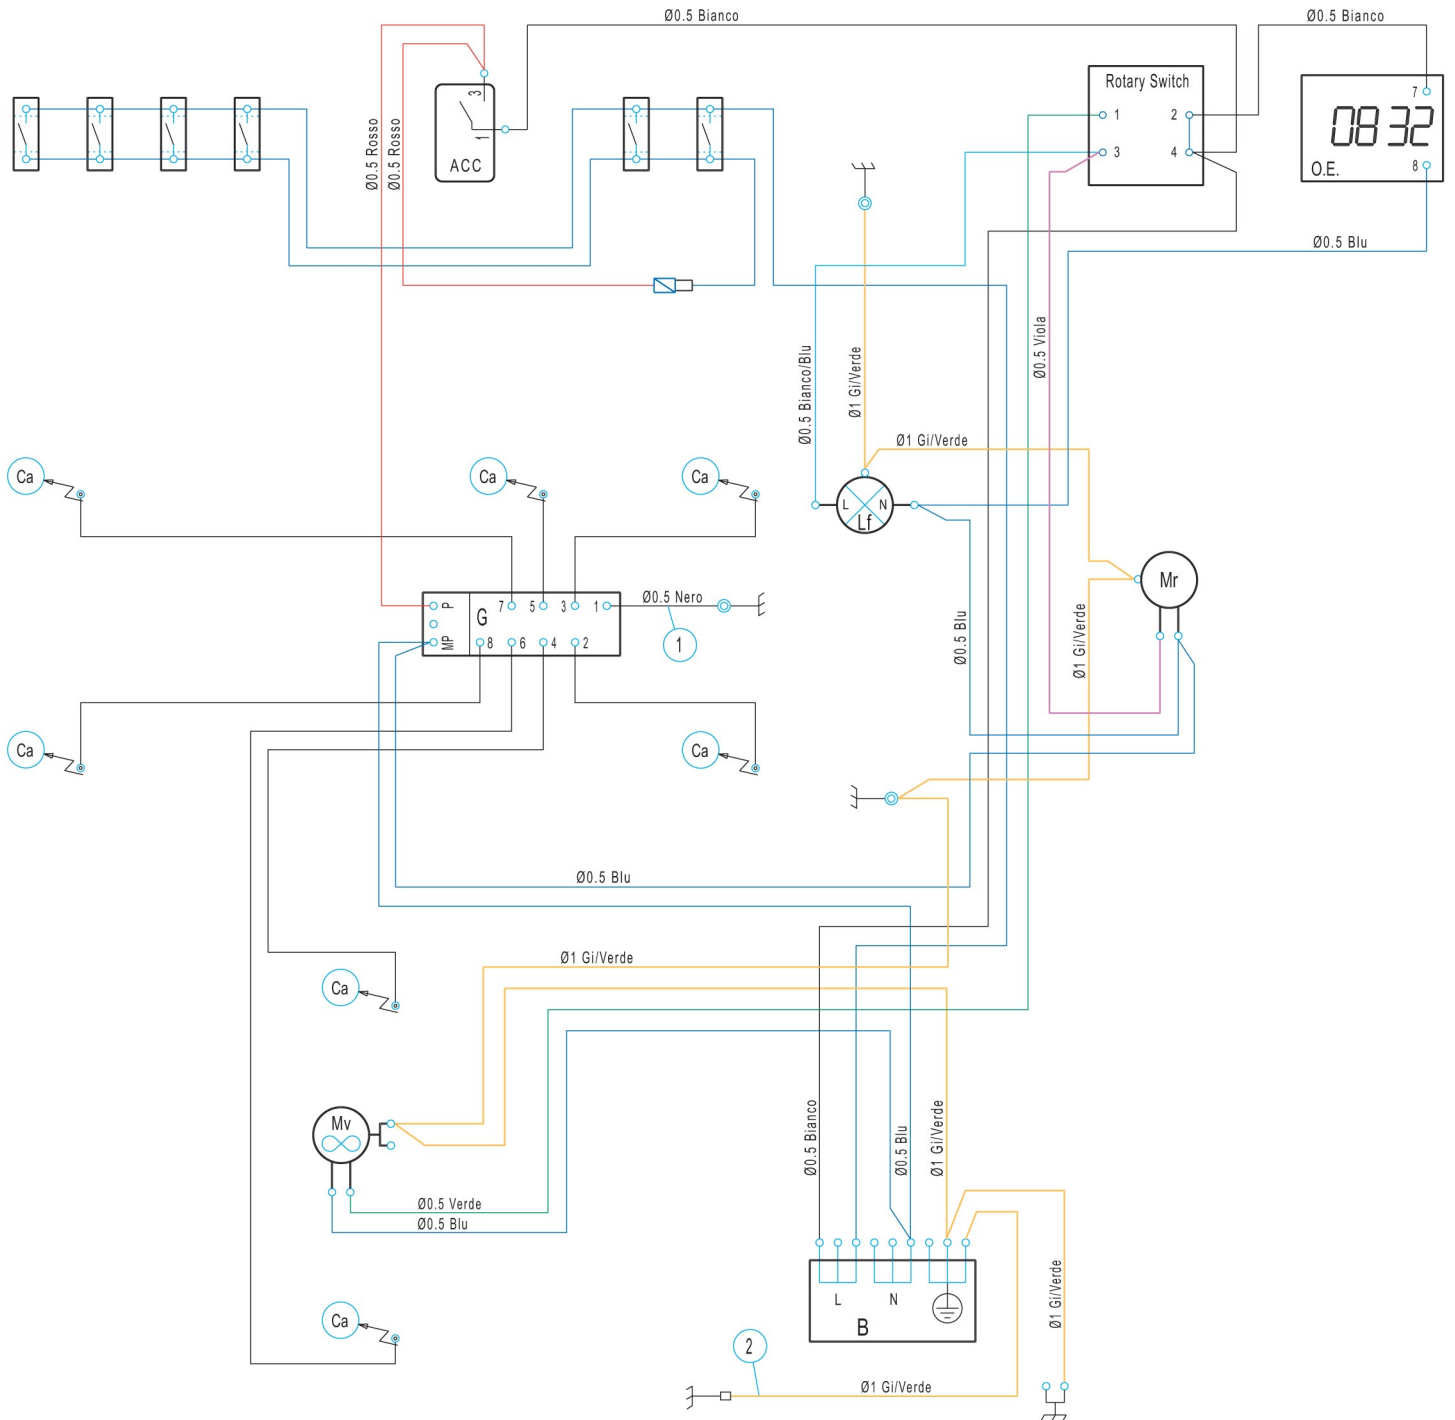 Ø0.5 Bianco
Ø0.5 Bianco
Rotary Switch
1
2
3
4
7
08 32
8
O.E.
3
1
ACC
Ø0.5 Rosso
Ø0.5 Rosso
Ø0.5 Blu
Ø0.5 Viola
Ø0.5 Bianco/Blu
Ø1 Gi/Verde
Ø1 Gi/Verde
Ca
Ca
Ca
L
N
Lf
Mr
P
G
7
5
3
1
Ø0.5 Nero
MP
8
6
4
2
1
Ø0.5 Blu
Ø1 Gi/Verde
Ca
Ca
Ø0.5 Blu
Ø1 Gi/Verde
Ca
Mv
Ø0.5 Bianco
Ø0.5 Blu
Ø1 Gi/Verde
Ø0.5 Verde
Ø0.5 Blu
L
N
B
Ø1 Gi/Verde
Ca
2
Ø1 Gi/Verde